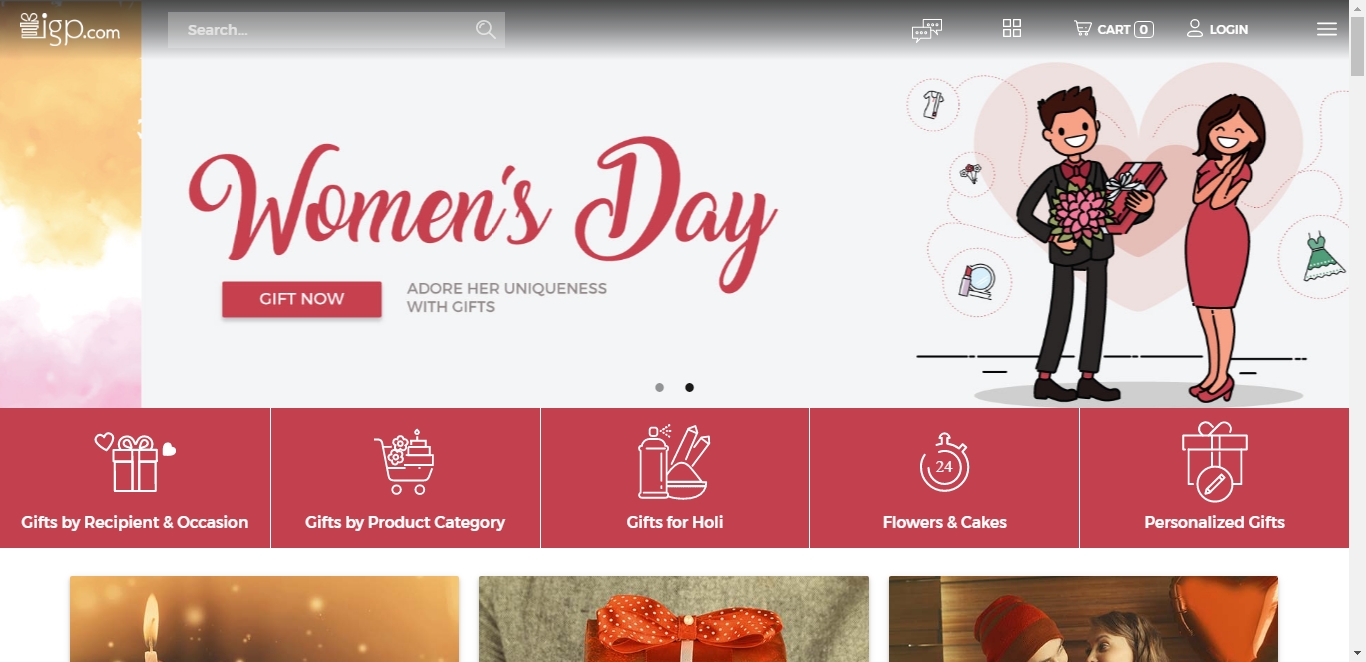 igp.com
Search...
CART 0
LOGIN
Women's Day
GIFT NOW
ADORE HER UNIQUENESS
WITH GIFTS
24
Gifts by Recipient & Occasion
Gifts by Product Category
Gifts for Holi
Flowers & Cakes
Personalized Gifts